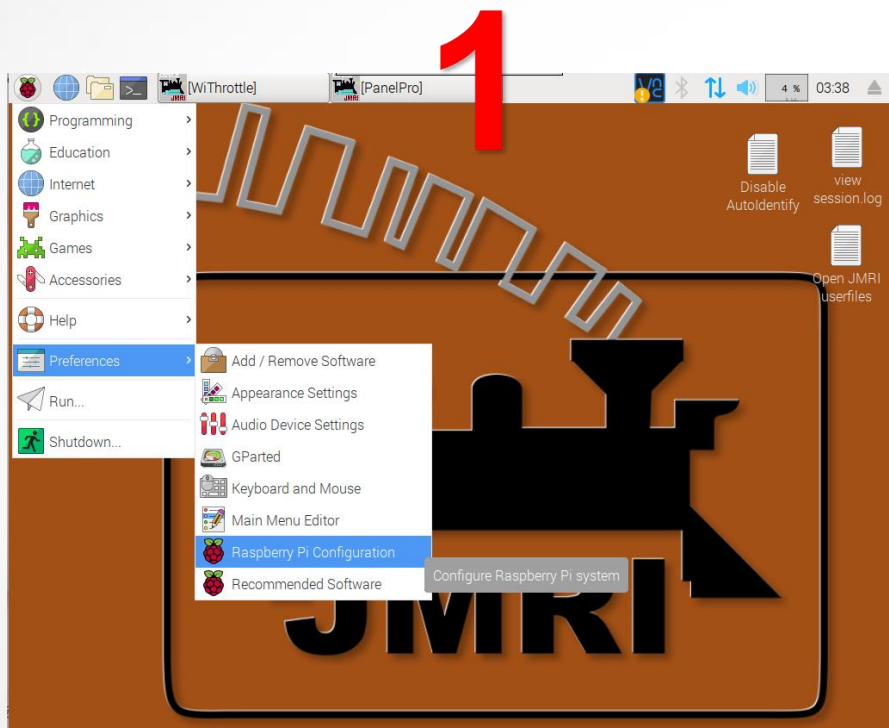 1
[WiThrottle]
[PanelPro]
4 %
03:38
Programming
Education
Internet
Graphics
Games
Accessories
Help
Preferences
Run...
Shutdown...
Add / Remove Software
Appearance Settings
Audio Device Settings
GParted
Keyboard and Mouse
Main Menu Editor
Raspberry Pi Configuration
Recommended Software
Configure Raspberry Pi system
Disable
AutoIdentify
view
session.log
Open JMRI
userfiles
JMRI